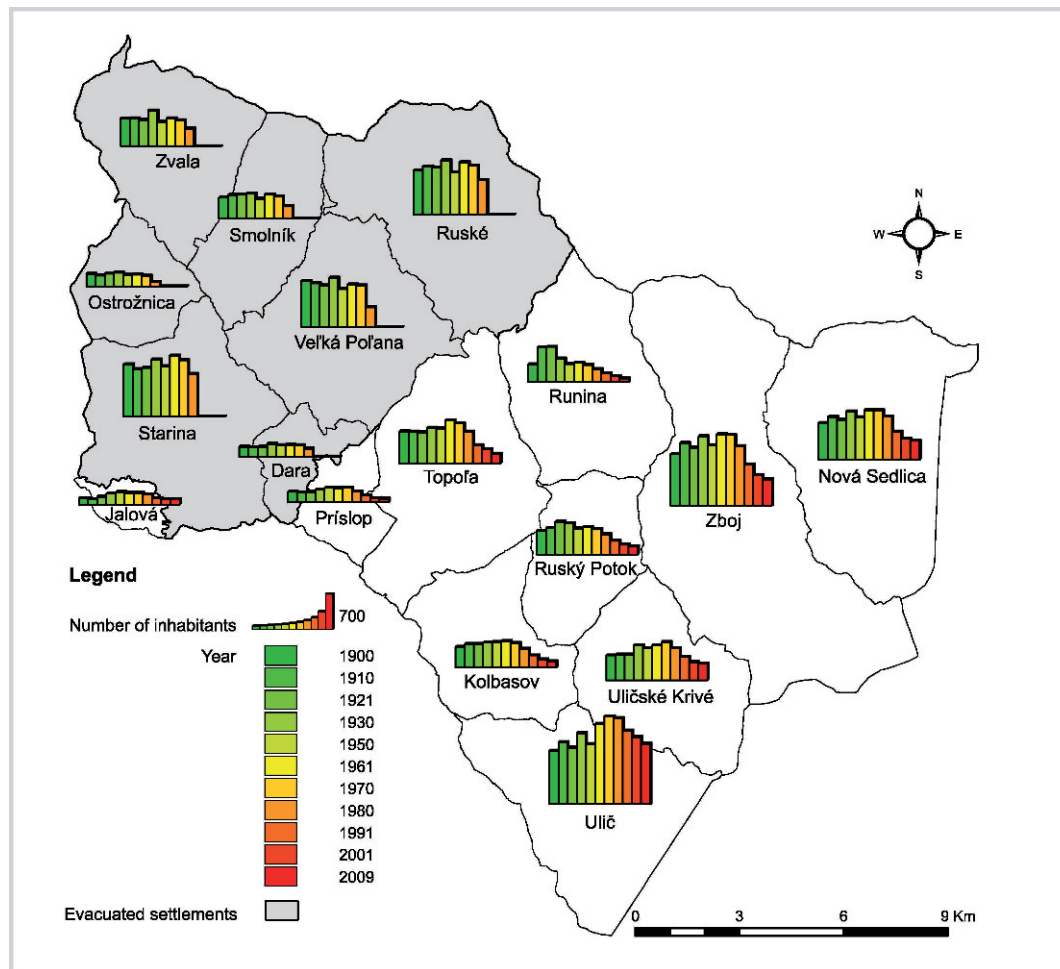 Zvala
Smolník
Ruské
N
W
E
S
Ostrožnica
Veľká Poľana
Runina
Starina
Topoľa
Nová Sedlica
Dara
Zboj
Jalová
Príslop
Ruský Potok
Kolbasov
Uličské Krivé
Ulič
Legend
Number of inhabitants 700
Year 1900
1910
1921
1930
1950
1961
1970
1980
1991
2001
2009
Evacuated settlements
0 3 6 9 Km